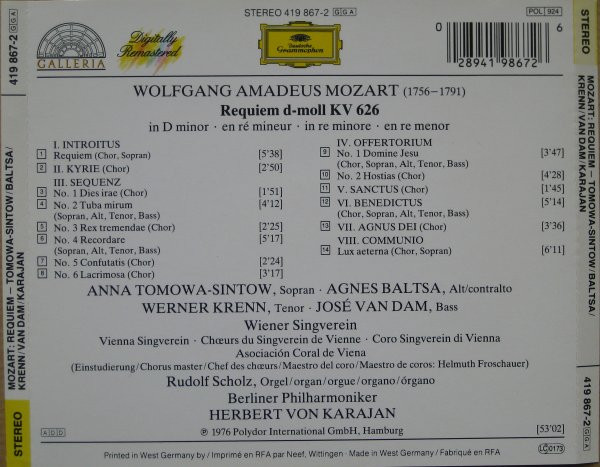 STEREO 419 867-2 GGA
POL 924
GALLERIA
Digitally
Remastered
Deutsche
Grammophon
0 28941 98672 6
WOLFGANG AMADEUS MOZART (1756–1791)
Requiem d-moll KV 626
in D minor · en ré mineur · in re minore · en re menor
I. INTROITUS
1 Requiem (Chor, Sopran) [5'38]
2 II. KYRIE (Chor) [2'50]
III. SEQUENZ
3 No. 1 Dies irae (Chor) [1'51]
4 No. 2 Tuba mirum [4'12]
(Sopran, Alt, Tenor, Bass)
5 No. 3 Rex tremendae (Chor) [2'25]
6 No. 4 Recordare [5'17]
(Sopran, Alt, Tenor, Bass)
7 No. 5 Confutatis (Chor) [2'24]
8 No. 6 Lacrimosa (Chor) [3'17]
IV. OFFERTORIUM
9 No. 1 Domine Jesu [3'47]
(Chor, Sopran, Alt, Tenor, Bass)
10 No. 2 Hostias (Chor) [4'28]
11 V. SANCTUS (Chor) [1'45]
12 VI. BENEDICTUS [5'14]
(Chor, Sopran, Alt, Tenor, Bass)
13 VII. AGNUS DEI (Chor) [3'36]
VIII. COMMUNIO
14 Lux aeterna (Chor, Sopran) [6'11]
ANNA TOMOWA-SINTOW, Sopran · AGNES BALTSA, Alt/contralto
WERNER KRENN, Tenor · JOSÉ VAN DAM, Bass
Wiener Singverein
Vienna Singverein · Chœurs du Singverein de Vienne · Coro Singverein di Vienna
Asociación Coral de Viena
(Einstudierung/Chorus master/Chef des chœurs/Maestro del coro/Maestro de coros: Helmuth Froschauer)
Rudolf Scholz, Orgel/organ/orgue/organo/órgano
Berliner Philharmoniker
HERBERT VON KARAJAN
ADD
℗ 1976 Polydor International GmbH, Hamburg
[53'02]
Printed in West Germany by / Imprimé en RFA par Neef, Wittingen · Made in West Germany / Fabriqué en RFA
LC 0173
STEREO
MOZART: REQUIEM – TOMOWA-SINTOW/BALTSA/
KRENN/VAN DAM/KARAJAN
419 867-2 GGA
STEREO
MOZART: REQUIEM – TOMOWA-SINTOW/BALTSA/
KRENN/VAN DAM/KARAJAN
419 867-2 GGA